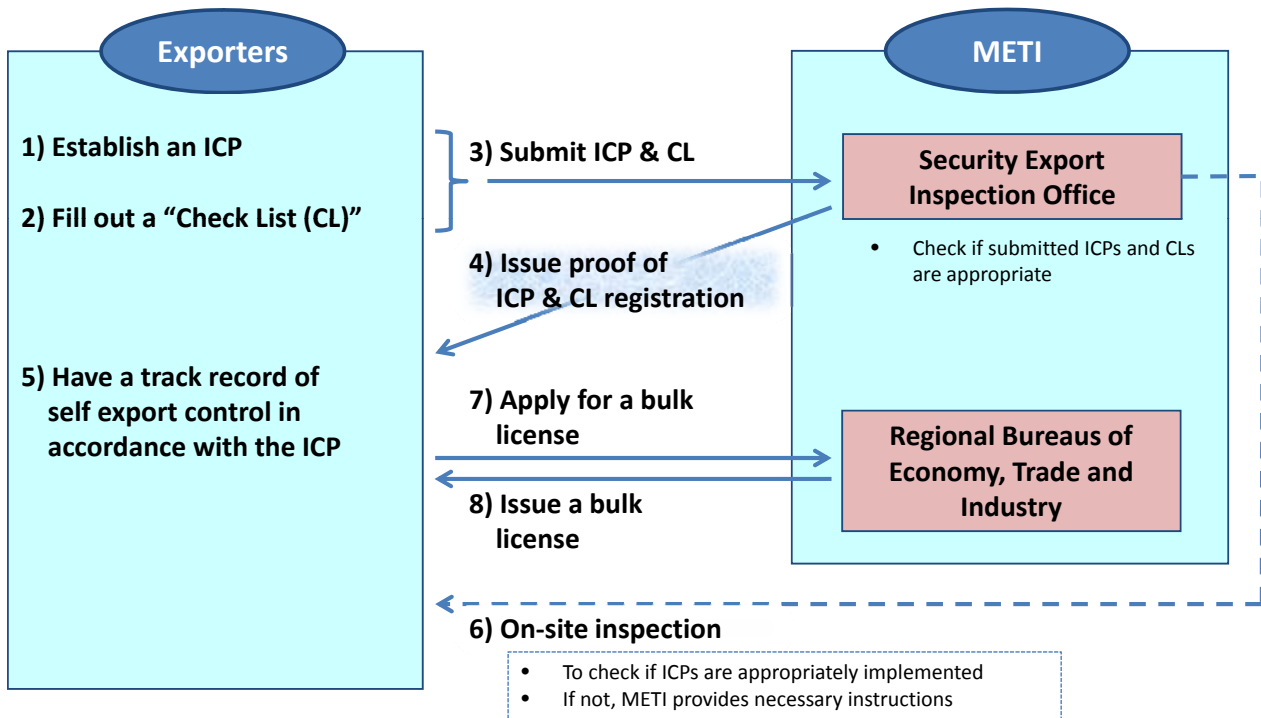 Exporters
METI
1) Establish an ICP
2) Fill out a “Check List (CL)”
3) Submit ICP & CL
Security Export
Inspection Office
• Check if submitted ICPs and CLs
are appropriate
4) Issue proof of
ICP & CL registration
5) Have a track record of
self export control in
accordance with the ICP
7) Apply for a bulk
license
Regional Bureaus of
Economy, Trade and
Industry
8) Issue a bulk
license
6) On-site inspection
• To check if ICPs are appropriately implemented
• If not, METI provides necessary instructions